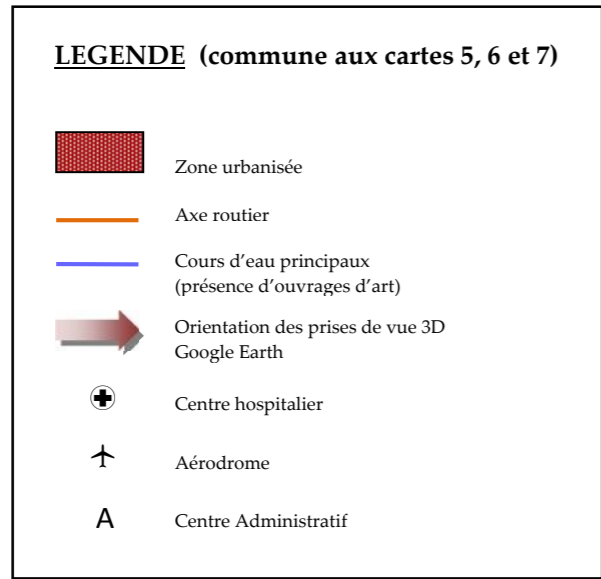 LEGENDE (commune aux cartes 5, 6 et 7)
Zone urbanisée
Axe routier
Cours d'eau principaux
(présence d'ouvrages d'art)
Orientation des prises de vue 3D
Google Earth
Centre hospitalier
Aérodrome
A Centre Administratif